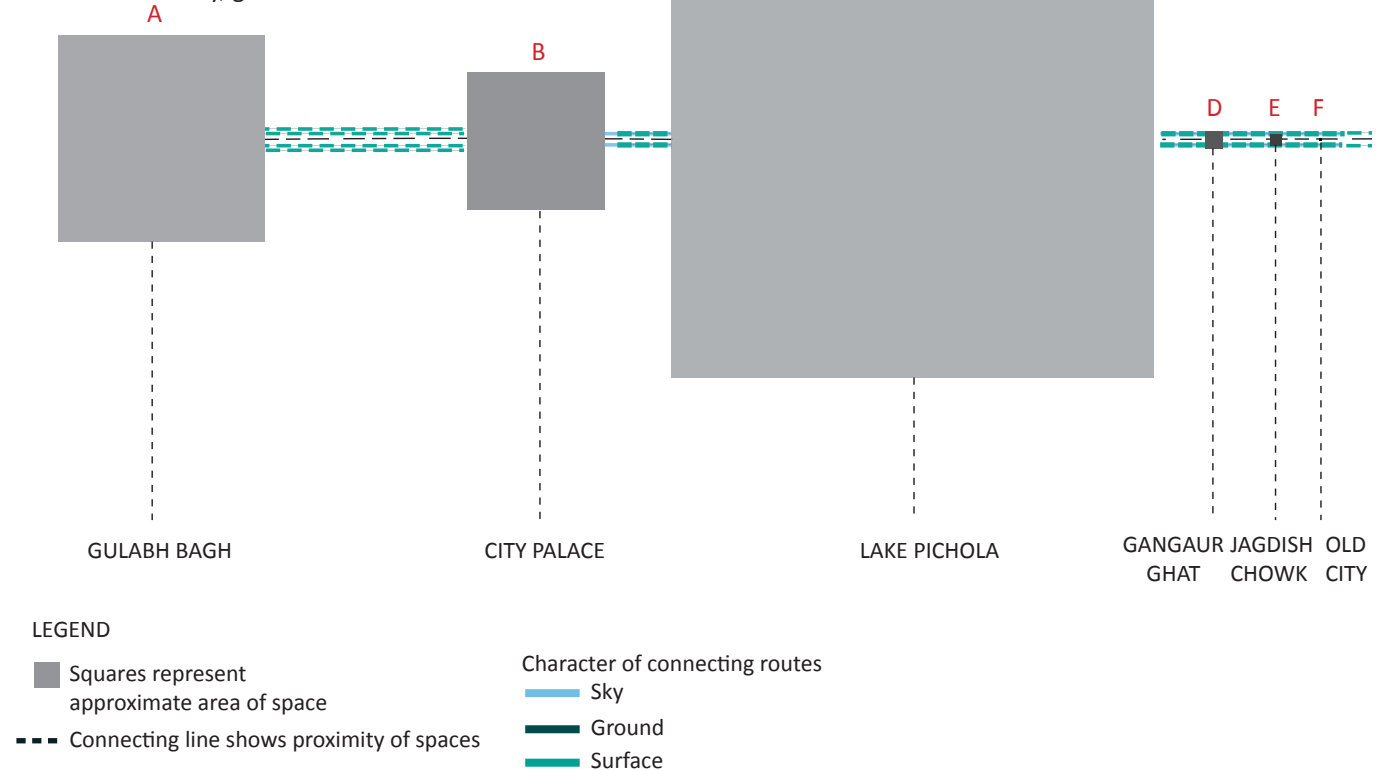 A
B
D E F
GULABH BAGH
CITY PALACE
LAKE PICHOLA
GANGAUR JAGDISH OLD
GHAT CHOWK CITY
LEGEND
Squares represent
approximate area of space
Connecting line shows proximity of spaces
Character of connecting routes
Sky
Ground
Surface